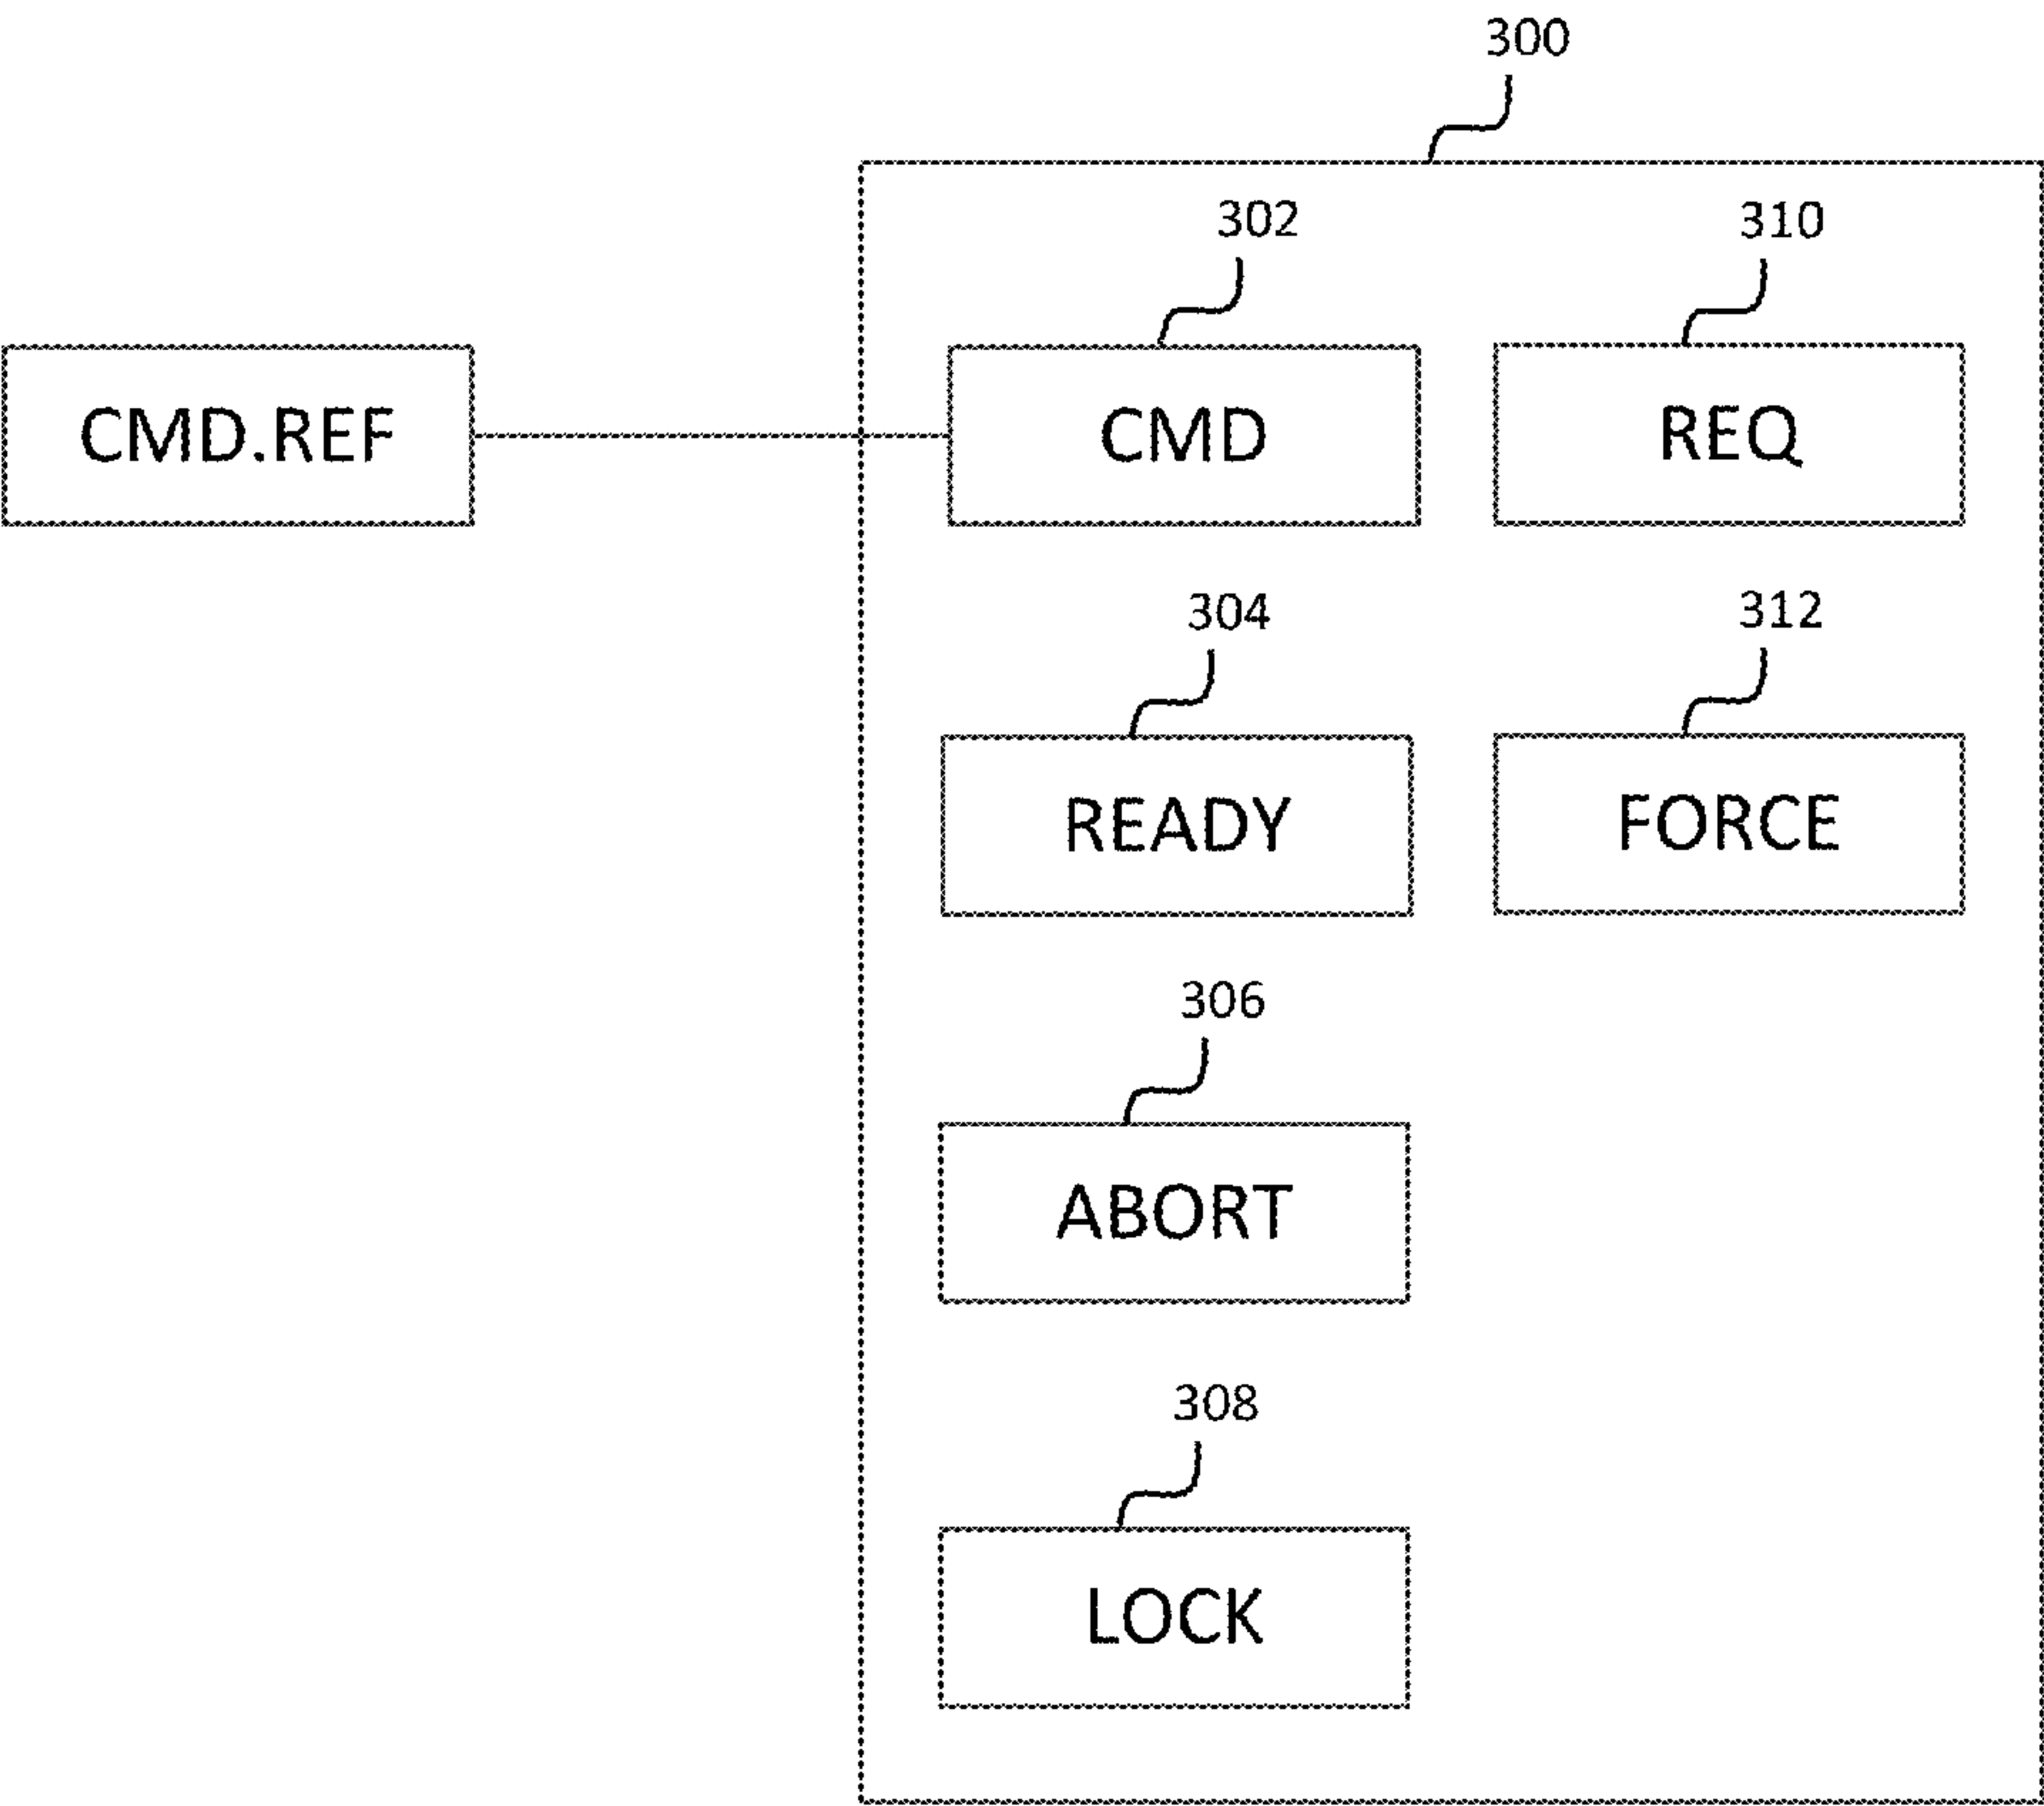 300
302
310
CMD.REF
CMD
REQ
304
312
READY
FORCE
306
ABORT
308
LOCK